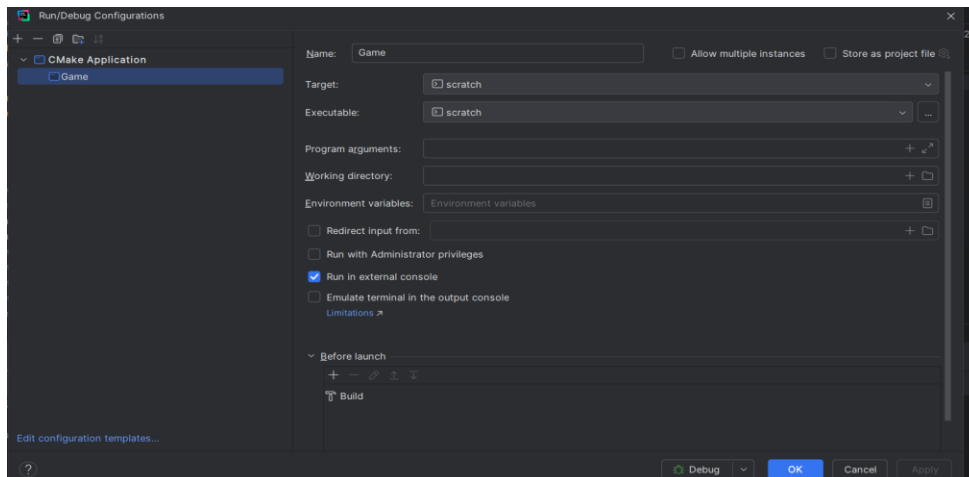 Run/Debug Configurations
CMake Application
Game
Edit configuration templates...
Name: Game
Allow multiple instances
Store as project file
Target: scratch
Executable: scratch
...
Program arguments:
Working directory:
Environment variables: Environment variables
Redirect input from:
Run with Administrator privileges
Run in external console
Emulate terminal in the output console
Limitations ↗
Before launch
Build
? Debug OK Cancel Apply